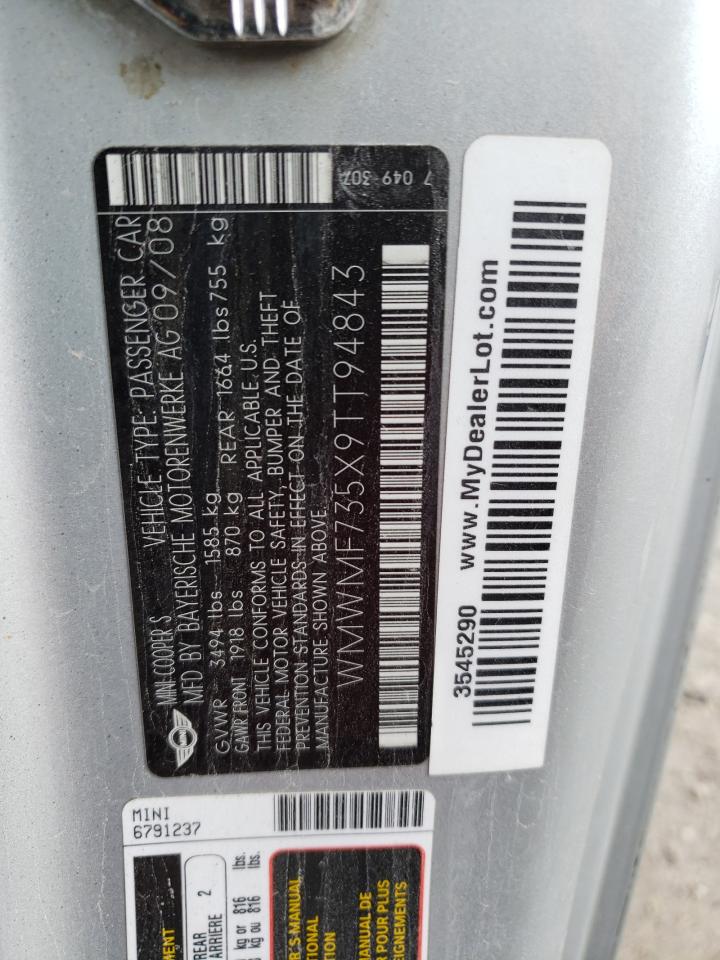 7 049 307
MINI COOPER S VEHICLE TYPE: PASSENGER CAR
MFD BY BAYERISCHE MOTORENWERKE AG 09/08
GVWR 3494 lbs 1585 kg
GAWR FRONT 1918 lbs 870 kg REAR 1664 lbs 755 kg
THIS VEHICLE CONFORMS TO ALL APPLICABLE U.S.
FEDERAL MOTOR VEHICLE SAFETY, BUMPER AND THEFT
PREVENTION STANDARDS IN EFFECT ON THE DATE OF
MANUFACTURE SHOWN ABOVE.
WMWMF735X9TT94843
3545290 www.MyDealerLot.com
MINI
6791237
REAR 2
ARRIERE
kg or 816 lbs.
kg ou 816 lbs.
'S MANUAL
TIONAL
MATION
MANUEL DE
POUR PLUS
EIGNEMENTS